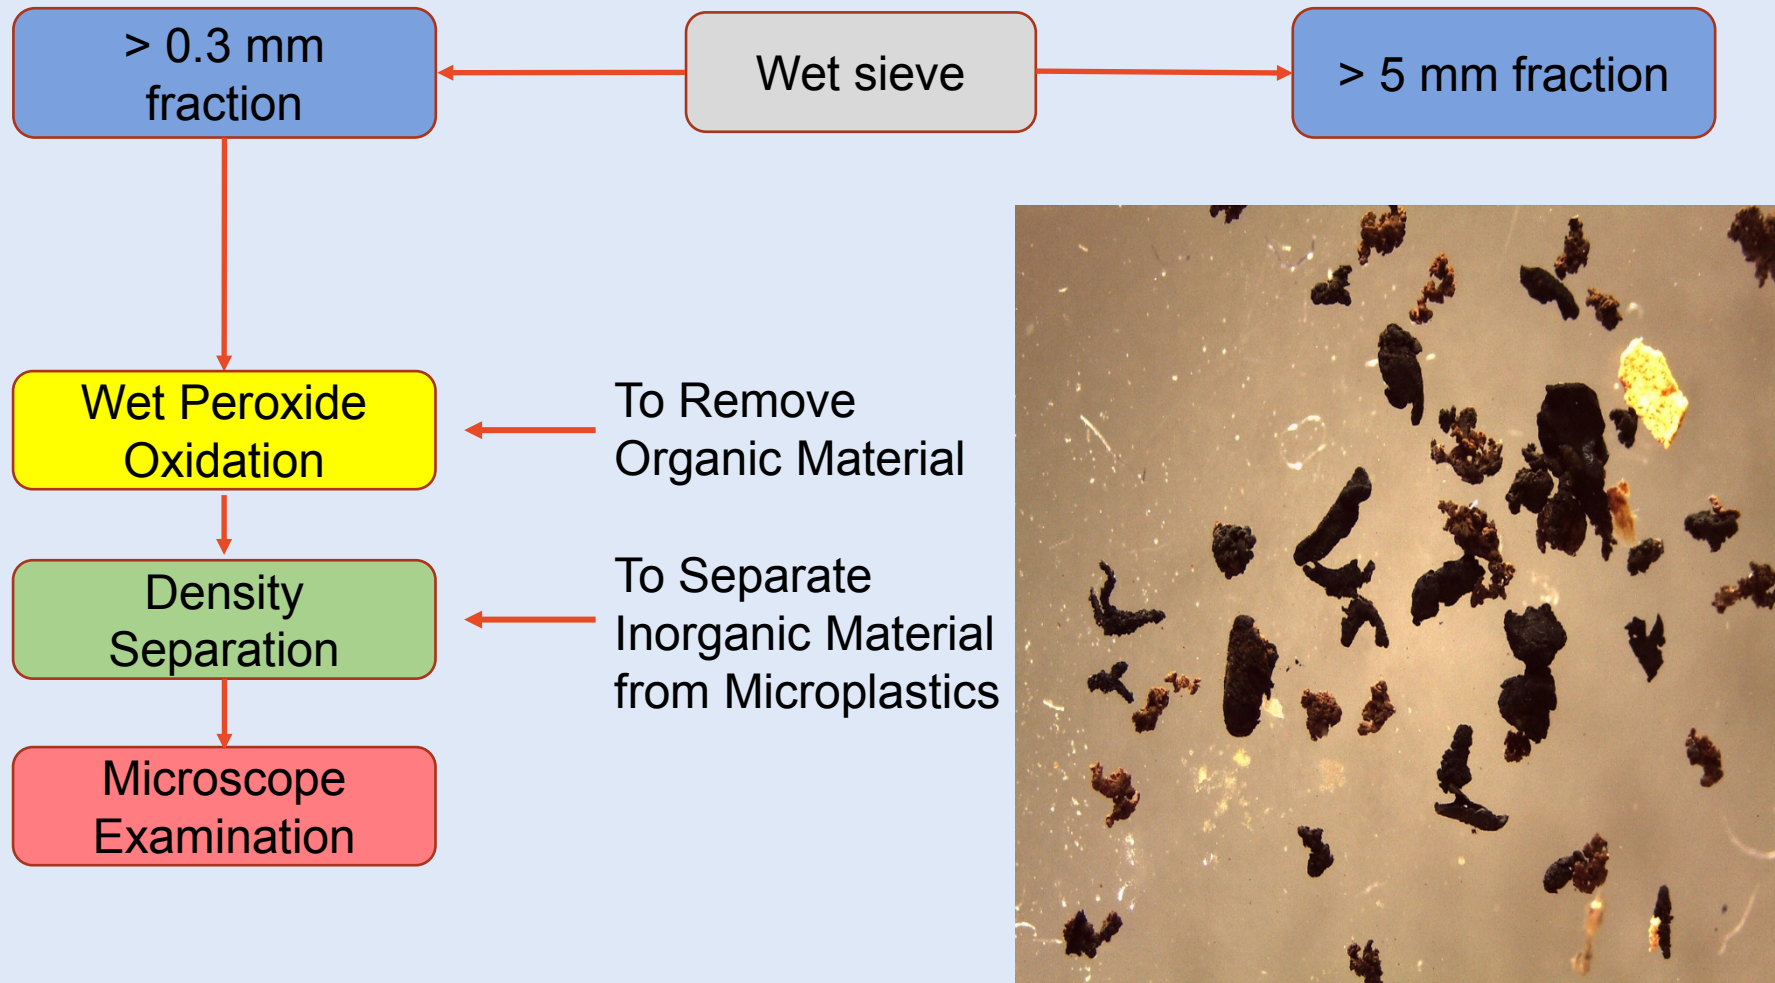 > 0.3 mm
fraction
Wet sieve
> 5 mm fraction
Wet Peroxide
Oxidation
To Remove
Organic Material
Density
Separation
To Separate
Inorganic Material
from Microplastics
Microscope
Examination